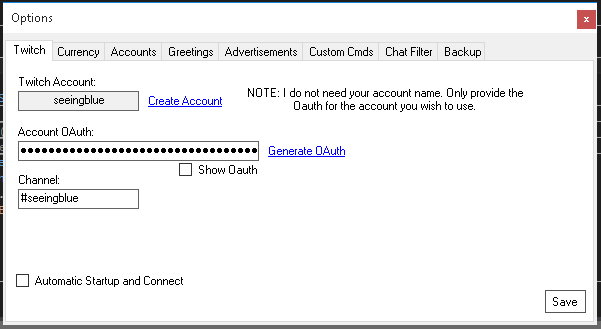 Options
x
Twitch Currency Accounts Greetings Advertisements Custom Cmds Chat Filter Backup
Twitch Account:
seeingblue Create Account
NOTE: I do not need your account name. Only provide the
Oauth for the account you wish to use.
Account OAuth:
●●●●●●●●●●●●●●●●●●●●●●●●●●●●●●●●●● Generate OAuth
Show Oauth
Channel:
#seeingblue
Automatic Startup and Connect
Save